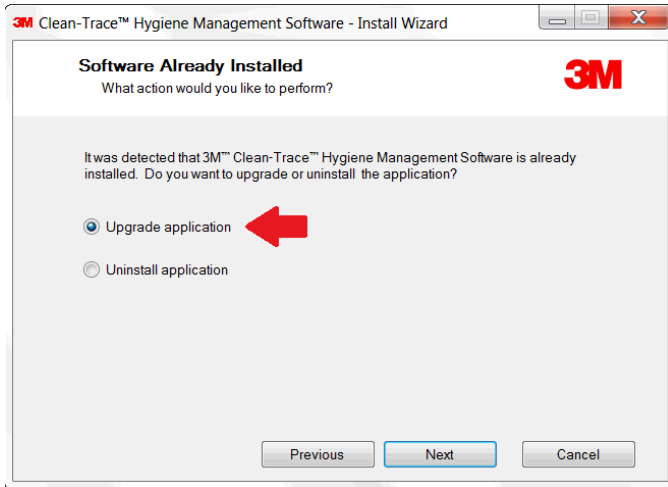 3M Clean-Trace™ Hygiene Management Software - Install Wizard
Software Already Installed
What action would you like to perform?
3M
It was detected that 3M™ Clean-Trace™ Hygiene Management Software is already
installed. Do you want to upgrade or uninstall the application?
Upgrade application
Uninstall application
Previous
Next
Cancel